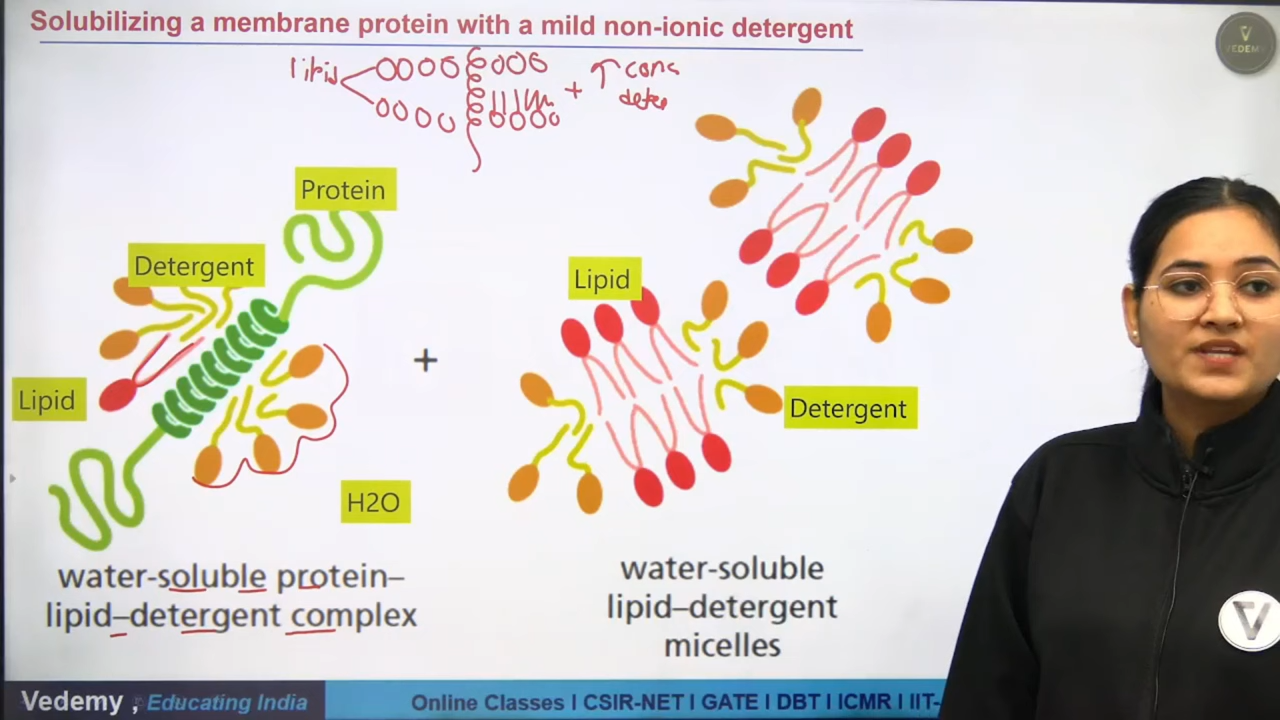 Solubilizing a membrane protein with a mild non-ionic detergent
VEDEMY
+ ↑ conc
Protein
Detergent
Lipid
Lipid
+
Detergent
H2O
water-soluble protein–
lipid–detergent complex
water-soluble
lipid–detergent
micelles
Vedemy , Educating India
Online Classes I CSIR-NET I GATE I DBT I ICMR I IIT-